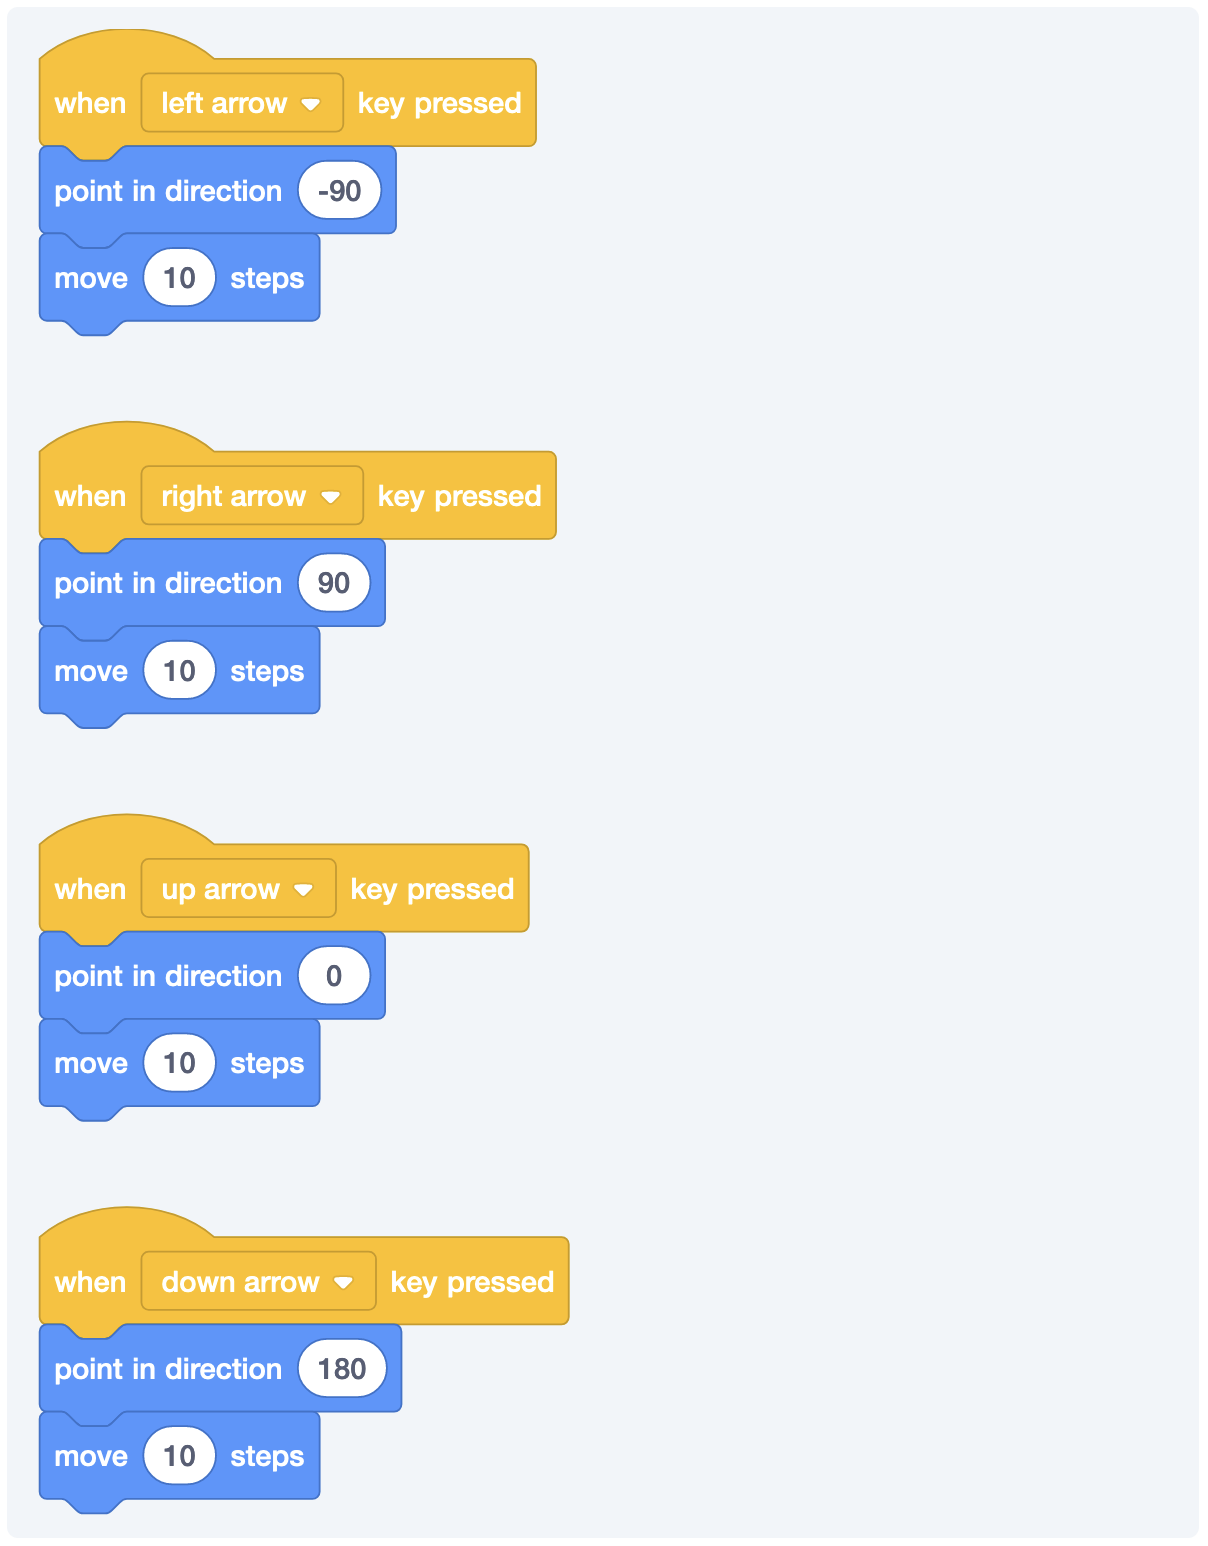 when left arrow key pressed
point in direction -90
move 10 steps
when right arrow key pressed
point in direction 90
move 10 steps
when up arrow key pressed
point in direction 0
move 10 steps
when down arrow key pressed
point in direction 180
move 10 steps